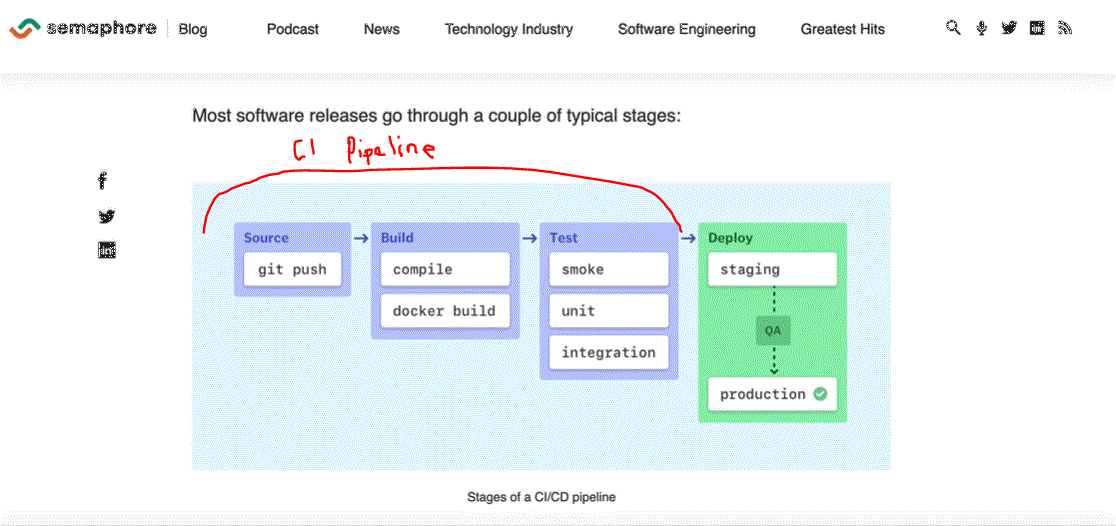 semaphore Blog Podcast News Technology Industry Software Engineering Greatest Hits
Most software releases go through a couple of typical stages:
CI Pipeline
Source
git push
Build
compile
docker build
Test
smoke
unit
integration
Deploy
staging
QA
production
Stages of a CI/CD pipeline